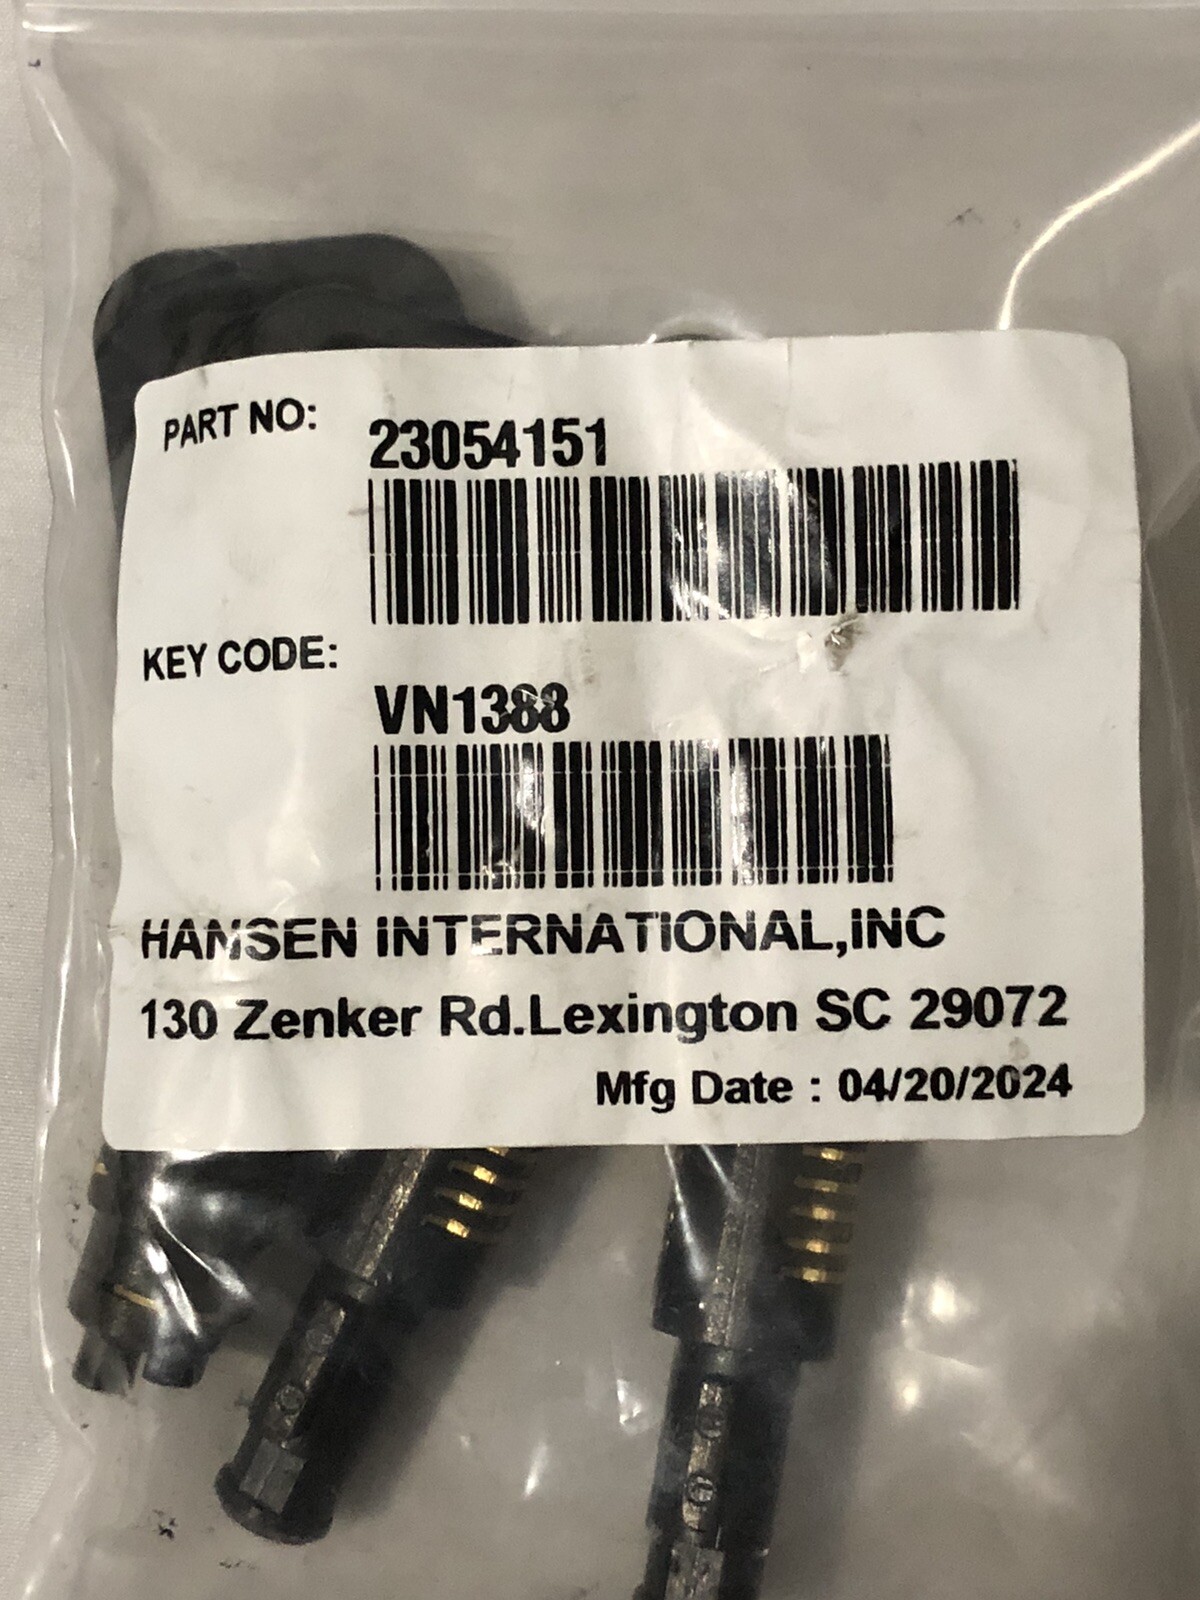 PART NO:
23054151
KEY CODE:
VN1388
HANSEN INTERNATIONAL,INC
130 Zenker Rd.Lexington SC 29072
Mfg Date : 04/20/2024